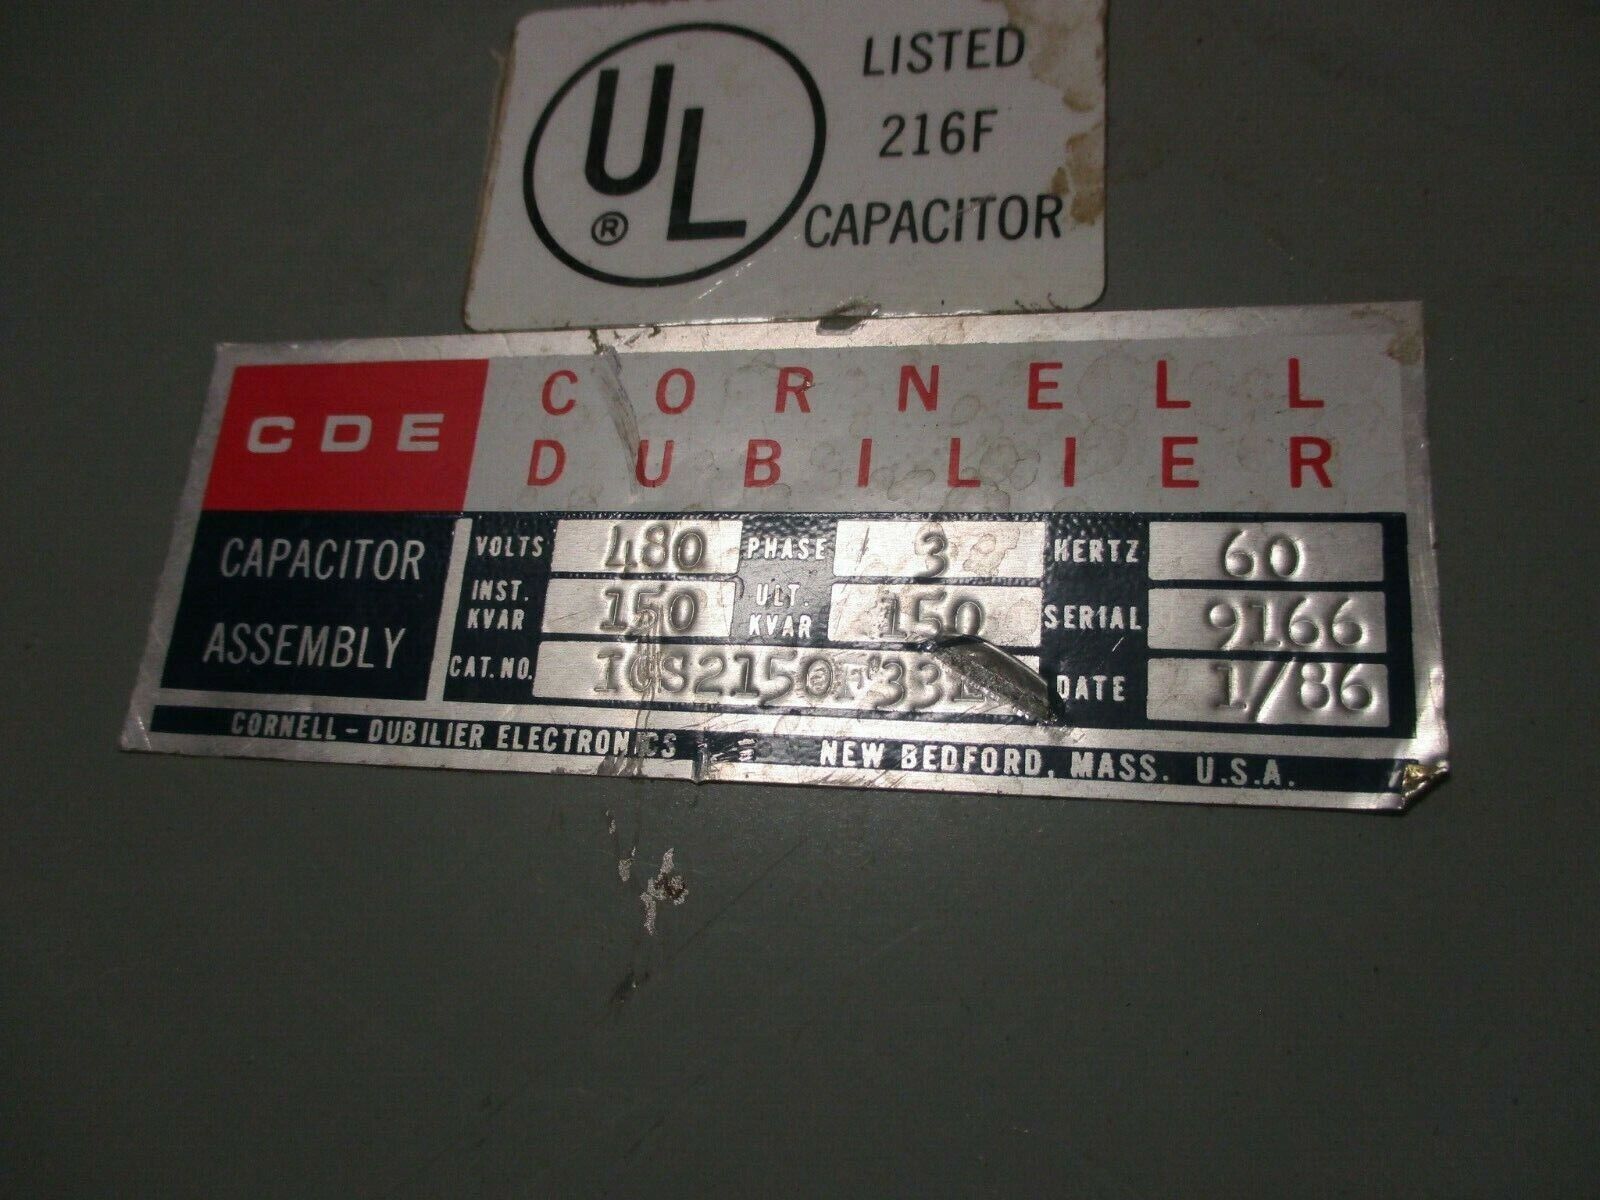 UL ®
LISTED
216F
CAPACITOR
CDE
CORNELL
DUBILIER
CAPACITOR
ASSEMBLY
VOLTS 480 PHASE 3 HERTZ 60
INST. KVAR 150 ULT. KVAR 150 SERIAL 9166
CAT. NO. DATE 1/86
CORNELL-DUBILIER ELECTRONICS NEW BEDFORD, MASS. U.S.A.